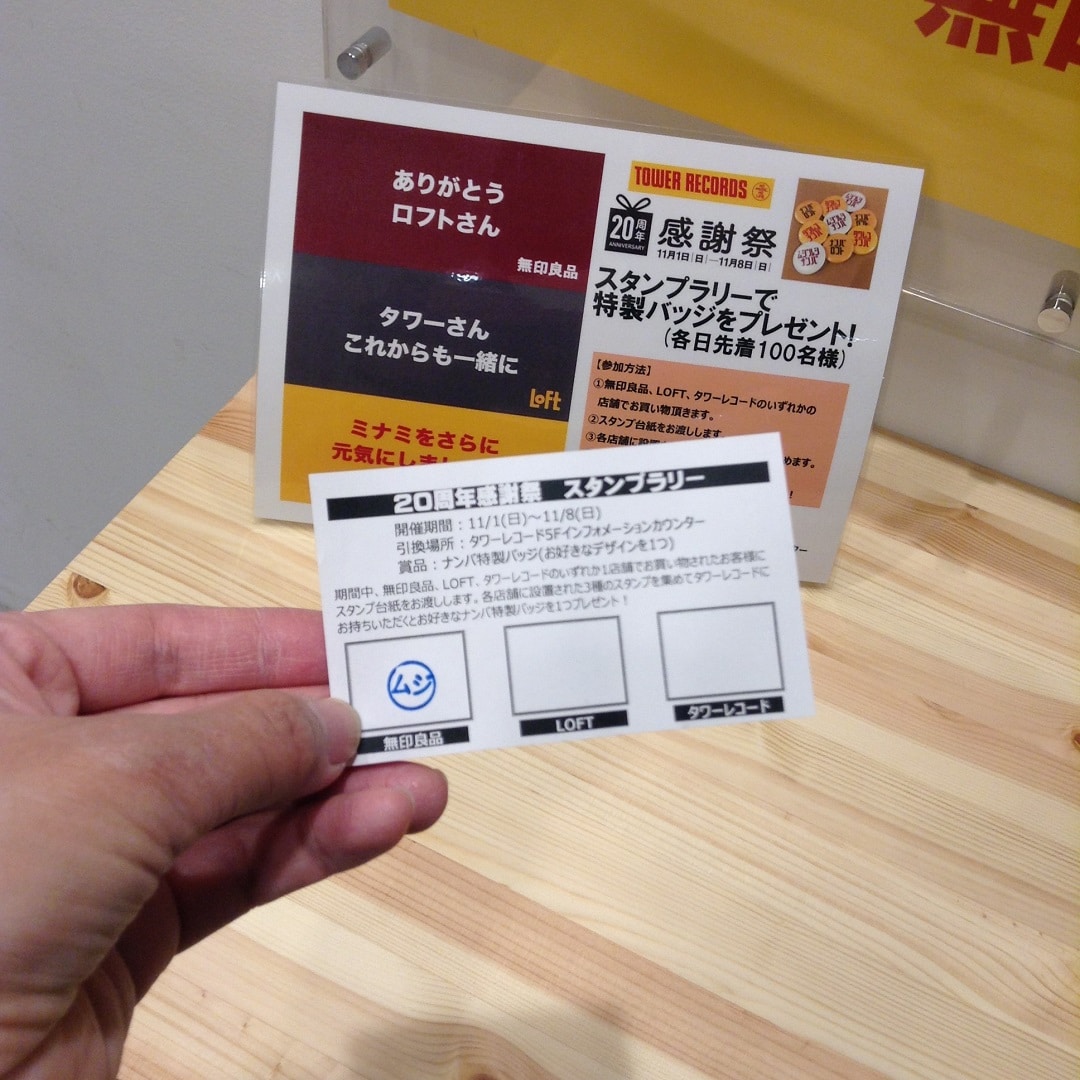 無印
ありがとう
ロフトさん
無印良品
タワーさん
これからも一緒に
Loft
ミナミをさらに
元気にしまし
TOWER RECORDS
20周年
ANNIVERSARY
感謝祭
11月1日|日|—11月8日|日|
スタンプラリーで
特製バッジをプレゼント!
(各日先着100名様)
【参加方法】
①無印良品、LOFT、タワーレコードのいずれかの
店舗でお買い物頂きます。
②スタンプ台紙をお渡しします。
③各店舗に設置
めます。
20周年感謝祭 スタンプラリー
開催期間:11/1(日)～11/8(日)
引換場所:タワーレコード5Fインフォメーションカウンター
賞品:ナンバ特製バッジ(お好きなデザインを1つ)
期間中、無印良品、LOFT、タワーレコードのいずれか1店舗でお買い物されたお客様に
スタンプ台紙をお渡しします。各店舗に設置された3種のスタンプを集めてタワーレコードに
お持ちいただくとお好きなナンバ特製バッジを1つプレゼント!
ムジ
無印良品
LOFT
タワーレコード